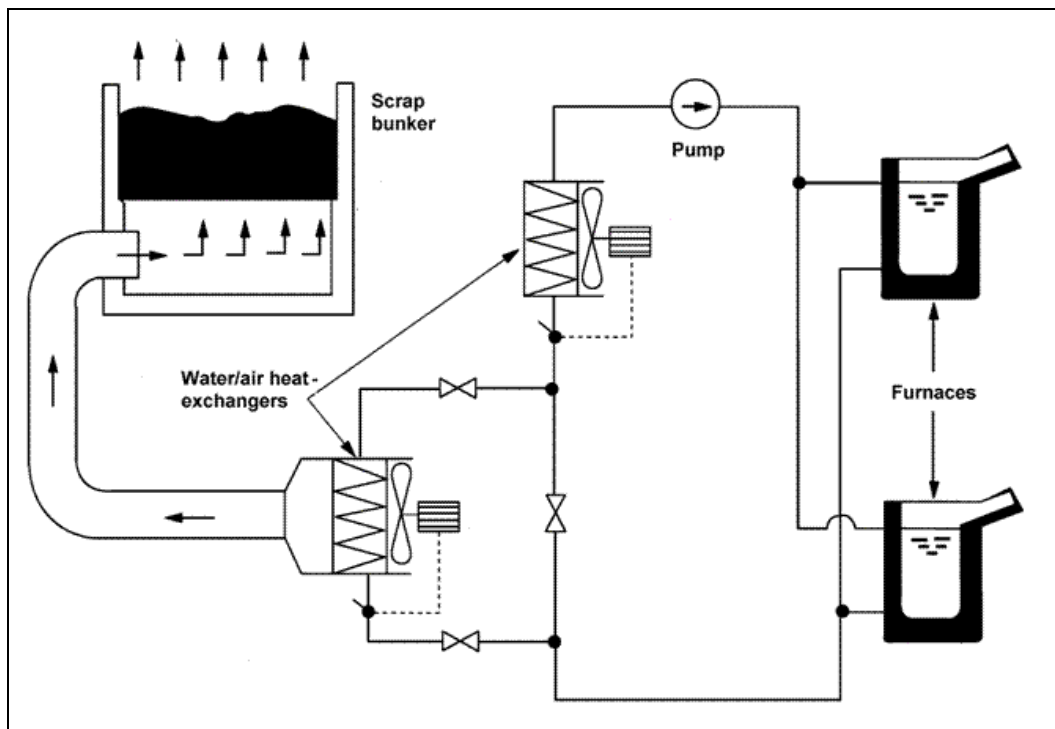 Scrap
bunker
Pump
Water/air heat-
exchangers
Furnaces